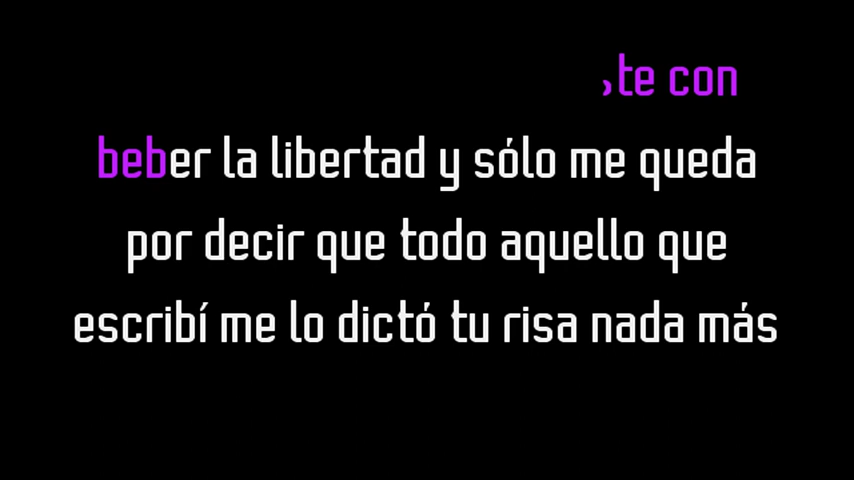 te con
beber la libertad y sólo me queda
por decir que todo aquello que
escribí me lo dictó tu risa nada más